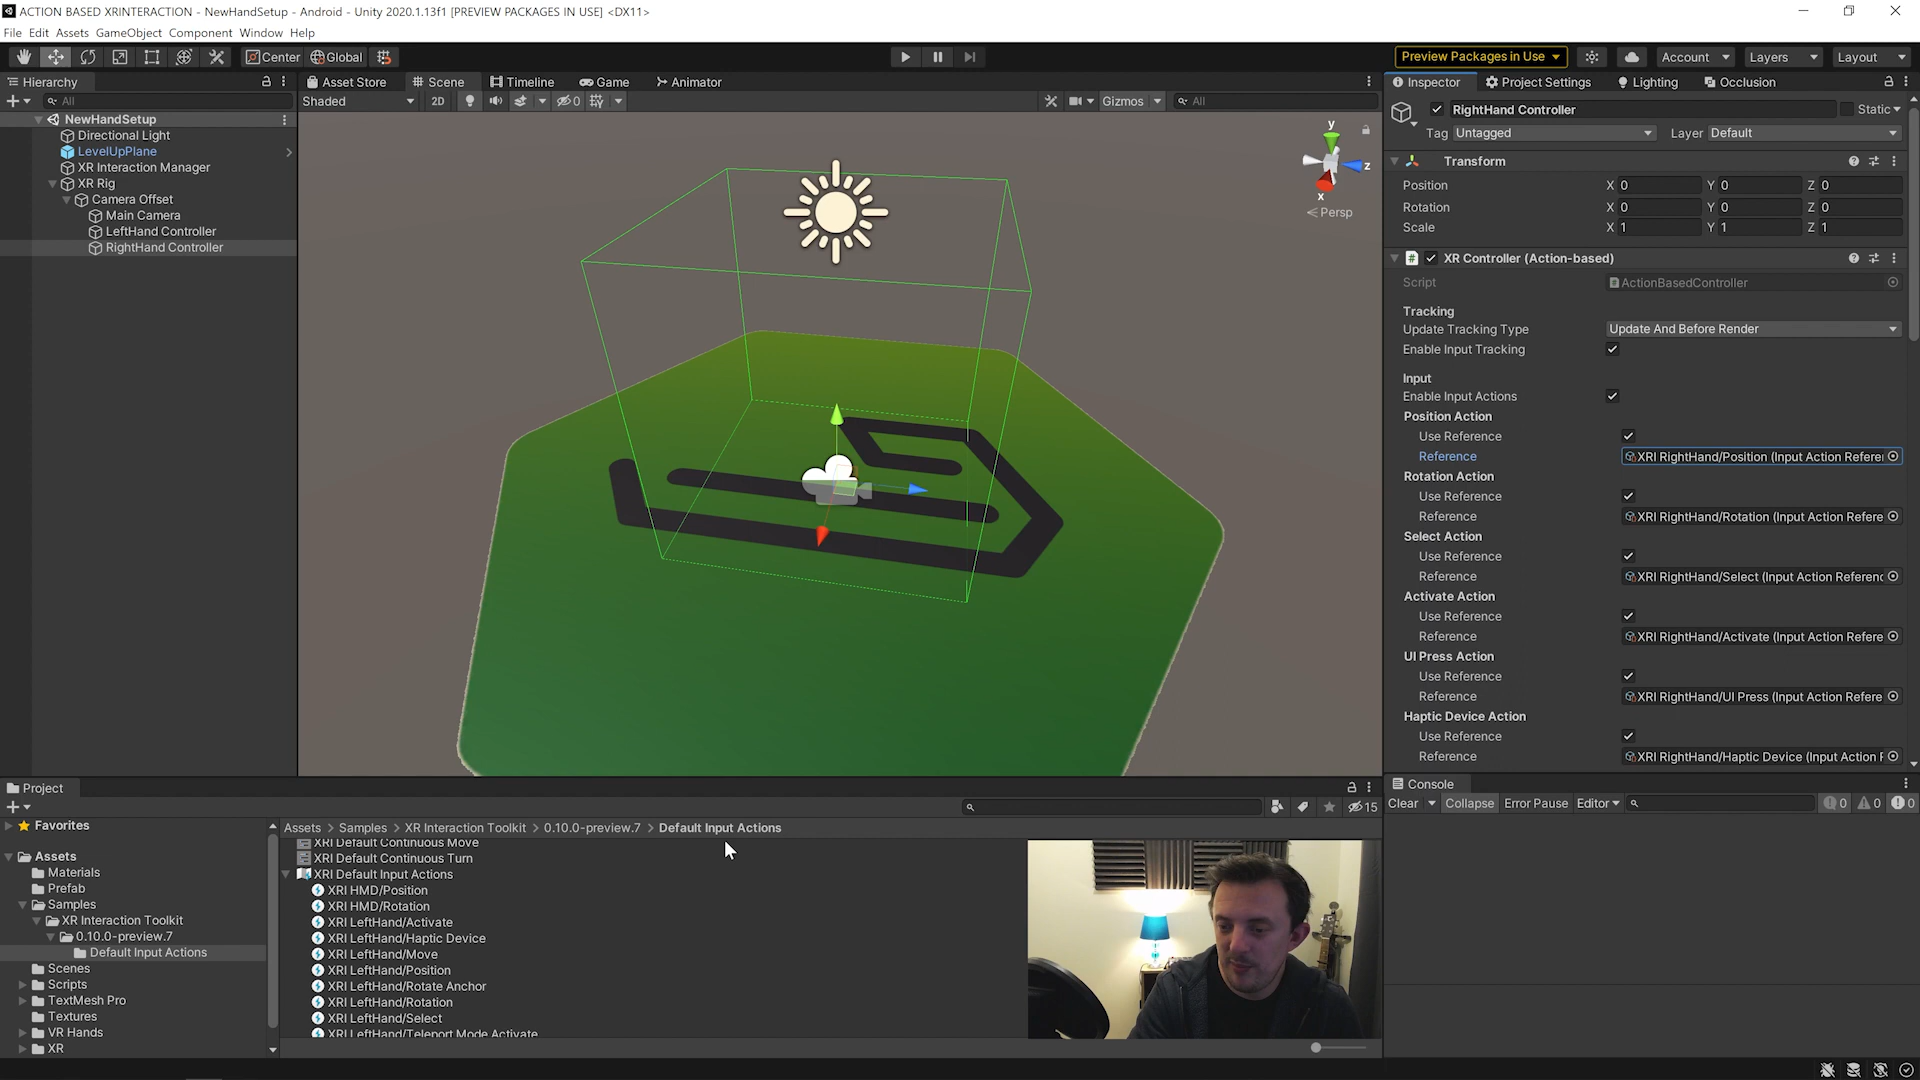 ACTION BASED XRINTERACTION - NewHandSetup - Android - Unity 2020.1.13f1 [PREVIEW PACKAGES IN USE] <DX11>
File Edit Assets GameObject Component Window Help
Center Global
Preview Packages in Use Account Layers Layout
Hierarchy
All
NewHandSetup
Directional Light
LevelUpPlane
XR Interaction Manager
XR Rig
Camera Offset
Main Camera
LeftHand Controller
RightHand Controller
Asset Store Scene Timeline Game Animator
Shaded 2D 0 Gizmos All
y
z
x
Persp
Inspector Project Settings Lighting Occlusion
RightHand Controller Static
Tag Untagged Layer Default
Transform
Position X 0 Y 0 Z 0
Rotation X 0 Y 0 Z 0
Scale X 1 Y 1 Z 1
XR Controller (Action-based)
Script ActionBasedController
Tracking
Update Tracking Type Update And Before Render
Enable Input Tracking
Input
Enable Input Actions
Position Action
Use Reference
Reference XRI RightHand/Position (Input Action Referen
Rotation Action
Use Reference
Reference XRI RightHand/Rotation (Input Action Refere
Select Action
Use Reference
Reference XRI RightHand/Select (Input Action Referenc
Activate Action
Use Reference
Reference XRI RightHand/Activate (Input Action Refere
UI Press Action
Use Reference
Reference XRI RightHand/UI Press (Input Action Refere
Haptic Device Action
Use Reference
Reference XRI RightHand/Haptic Device (Input Action F
Project
15
Favorites
Assets
Materials
Prefab
Samples
XR Interaction Toolkit
0.10.0-preview.7
Default Input Actions
Scenes
Scripts
TextMesh Pro
Textures
VR Hands
XR
Assets > Samples > XR Interaction Toolkit > 0.10.0-preview.7 > Default Input Actions
XRI Default Continuous Move
XRI Default Continuous Turn
XRI Default Input Actions
XRI HMD/Position
XRI HMD/Rotation
XRI LeftHand/Activate
XRI LeftHand/Haptic Device
XRI LeftHand/Move
XRI LeftHand/Position
XRI LeftHand/Rotate Anchor
XRI LeftHand/Rotation
XRI LeftHand/Select
XRI LeftHand/Teleport Mode Activate
Console
Clear Collapse Error Pause Editor 0 0 0